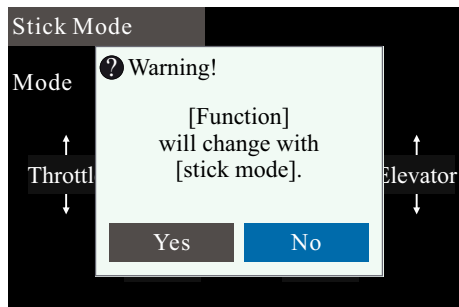 Stick Mode
Mode
? Warning!
[Function]
will change with
[stick mode].
Throttl
Elevator
Yes
No